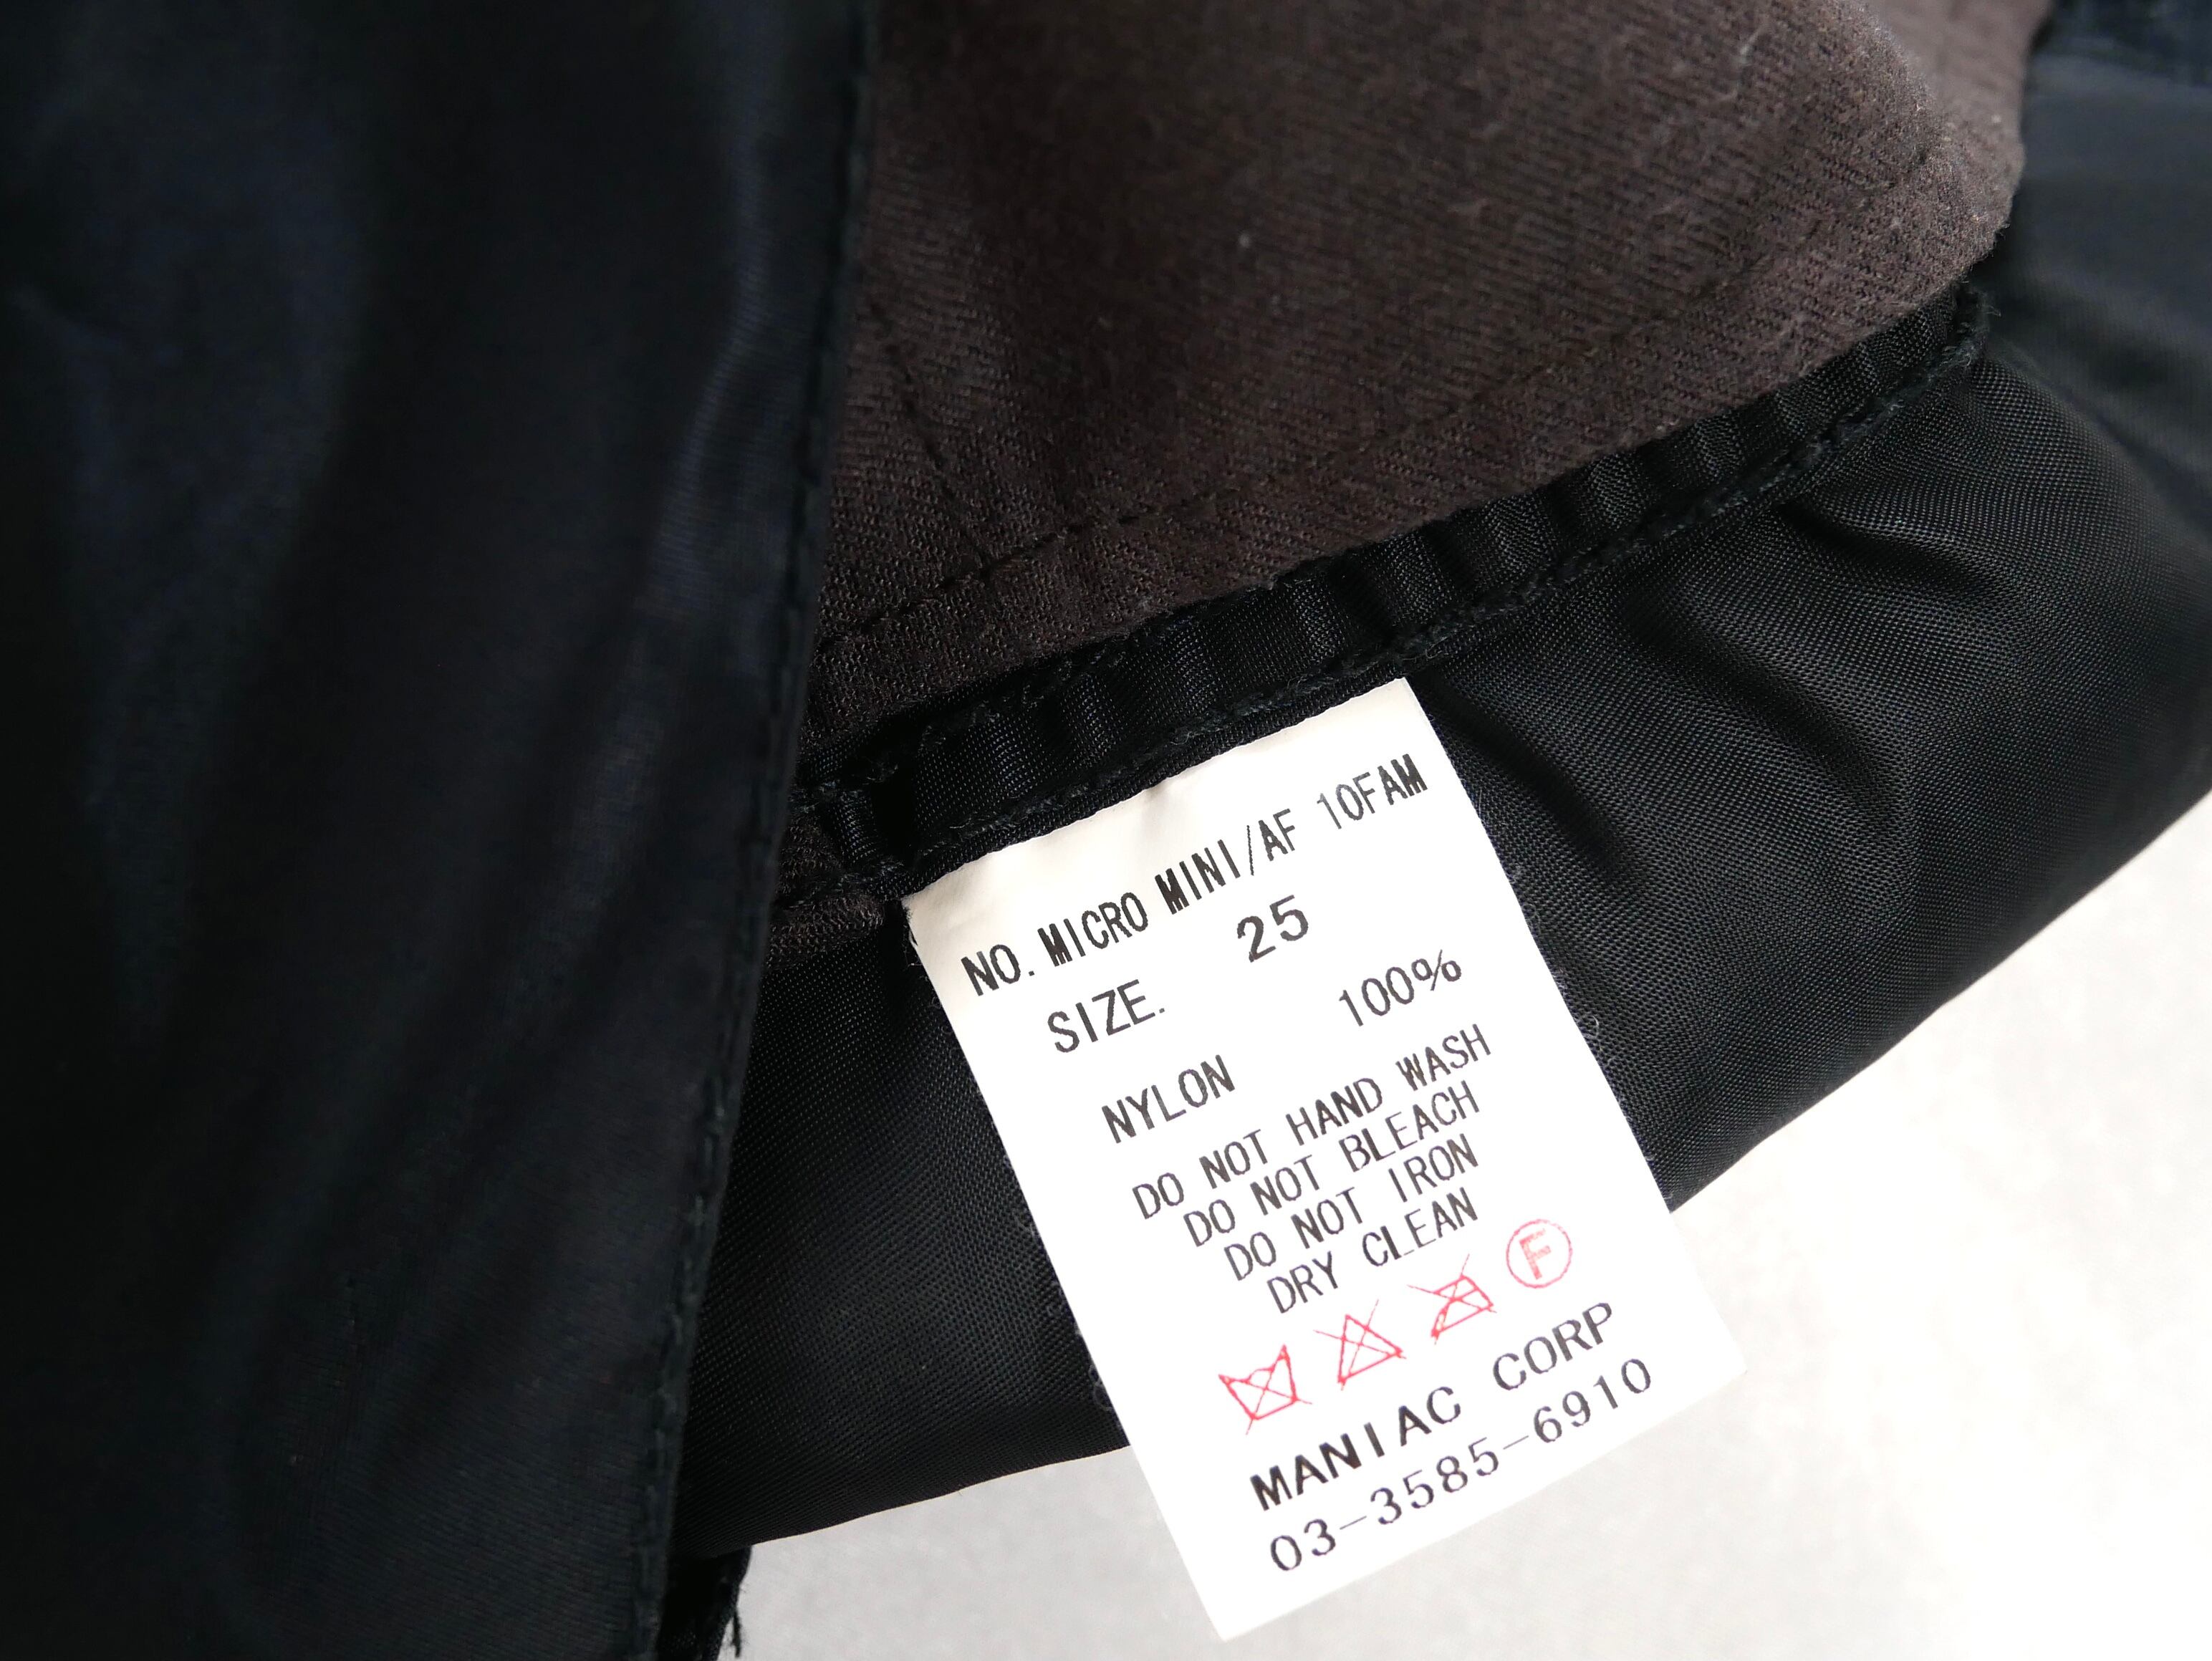 NO. MICRO MINI/AF 10FAM
SIZE. 25
NYLON 100%
DO NOT HAND WASH
DO NOT BLEACH
DO NOT IRON
DRY CLEAN
F
MANIAC CORP
03-3585-6910